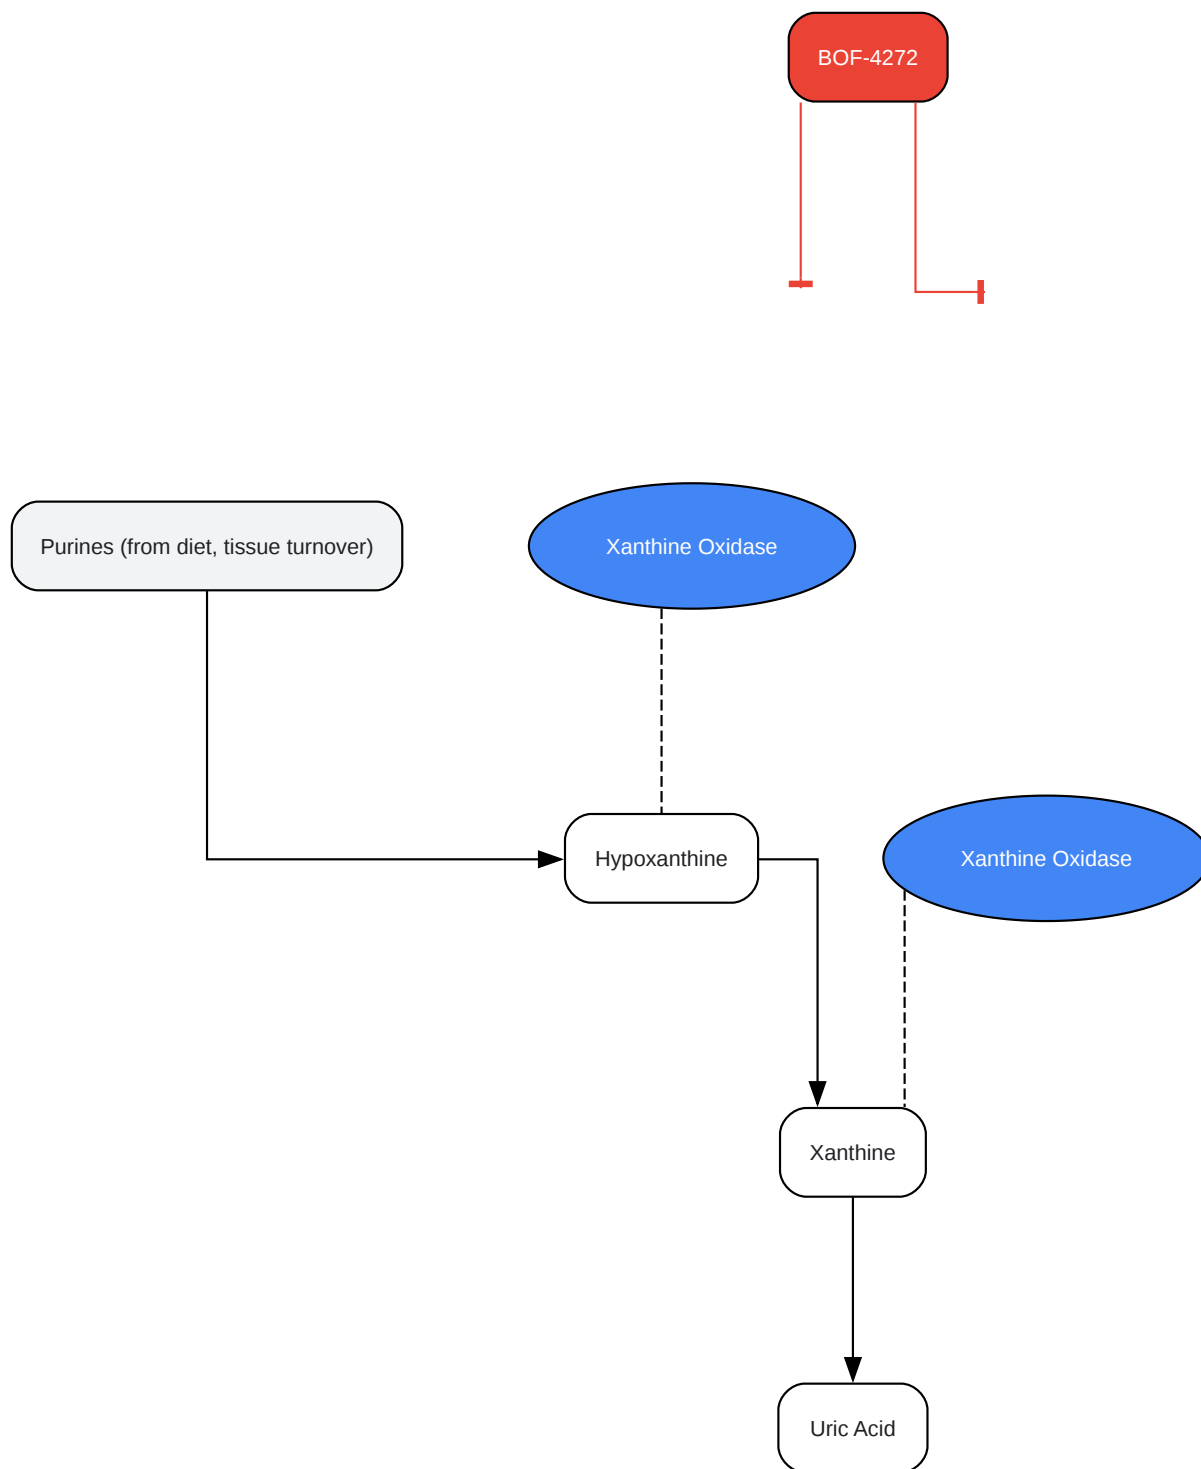 BOF-4272
Purines (from diet, tissue turnover)
Xanthine Oxidase
Hypoxanthine
Xanthine Oxidase
Xanthine
Uric Acid